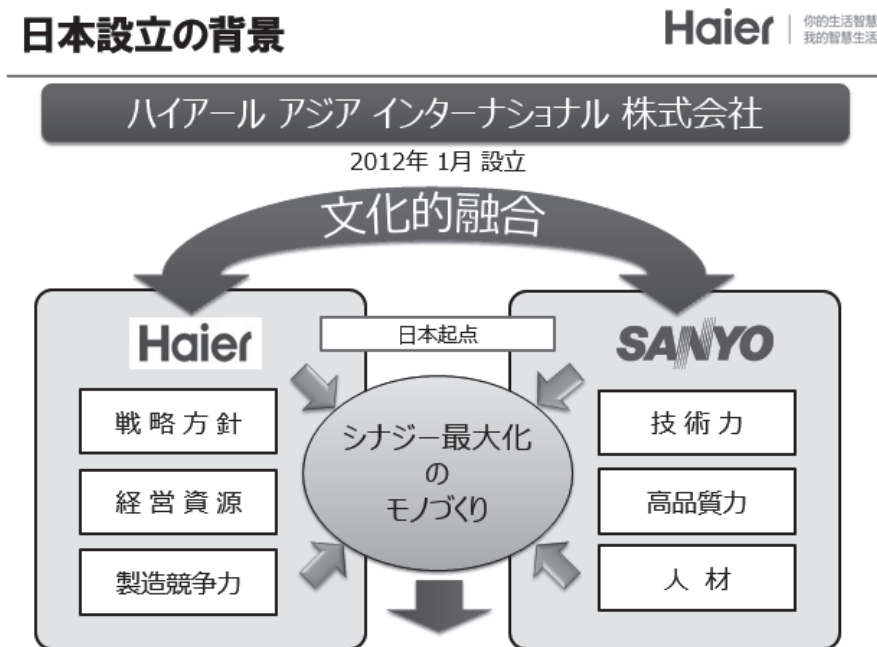 日本設立の背景
Haier
你的生活智慧
我的智慧生活
ハイアール アジア インターナショナル 株式会社
2012年 1月 設立
文化的融合
Haier
日本起点
SANYO
戦略方針
経営資源
製造競争力
シナジー最大化
の
モノづくり
技術力
高品質力
人材